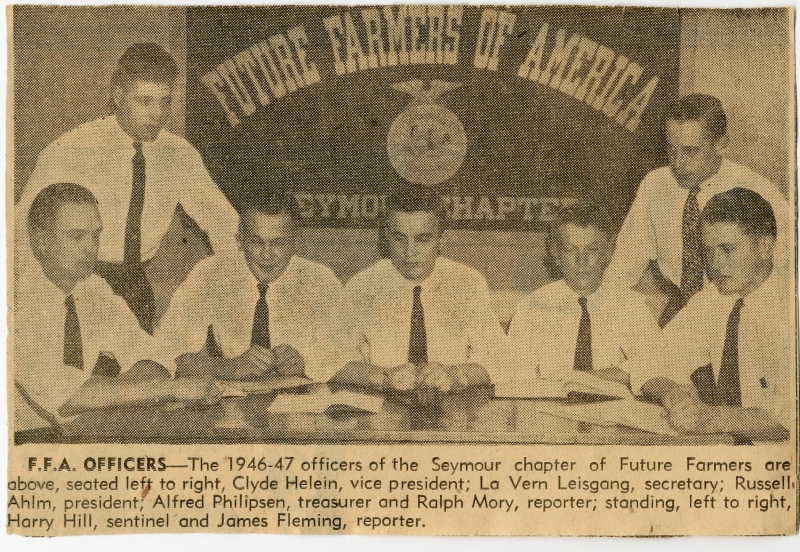 FUTURE FARMERS OF AMERICA
SEYMOUR CHAPTER
F.F.A. OFFICERS—The 1946-47 officers of the Seymour chapter of Future Farmers are
above, seated left to right, Clyde Helein, vice president; La Vern Leisgang, secretary; Russell
Ahlm, president; Alfred Philipsen, treasurer and Ralph Mory, reporter; standing, left to right,
Harry Hill, sentinel and James Fleming, reporter.